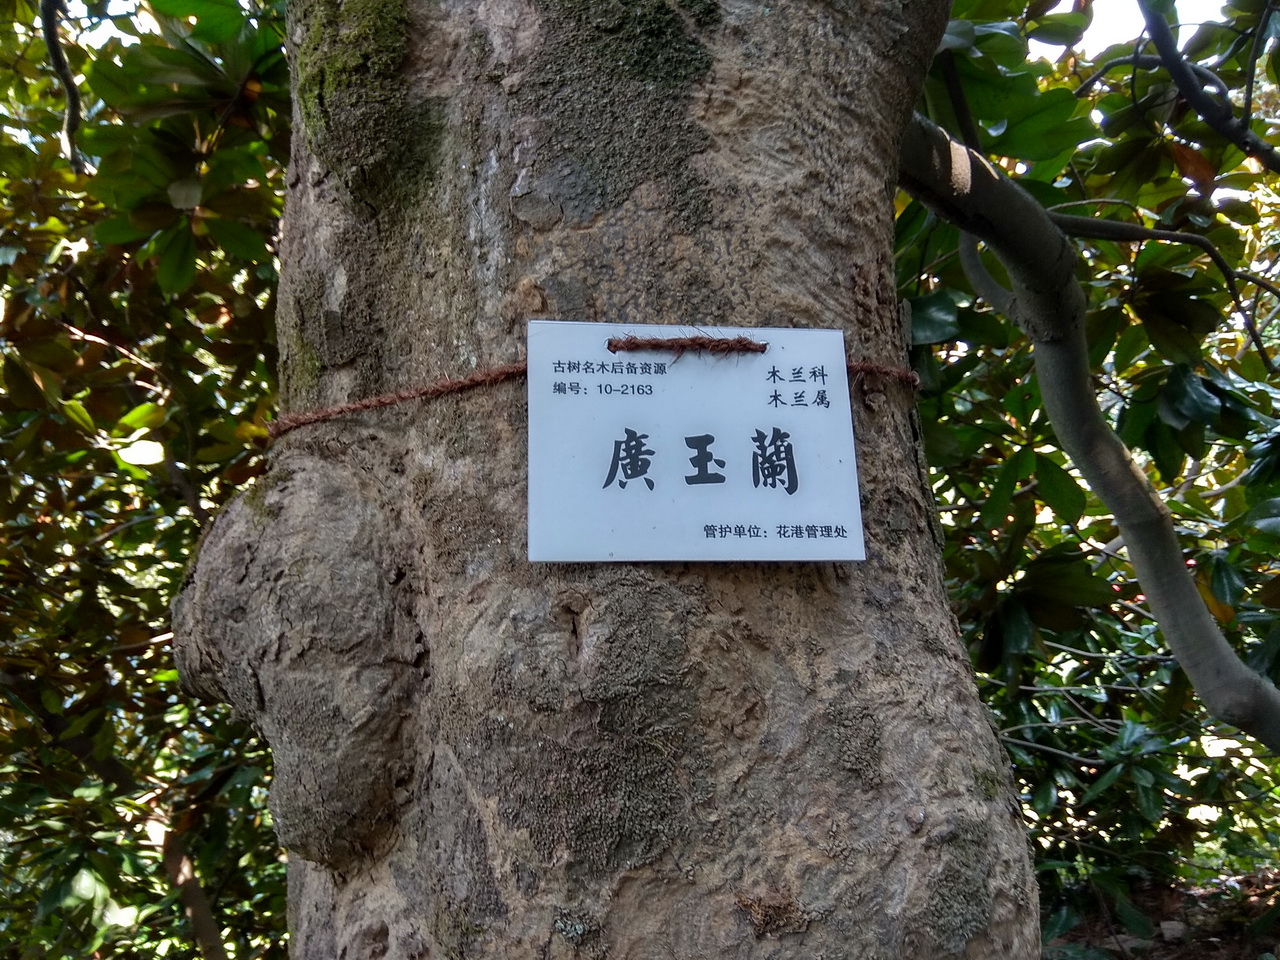 古树名木后备资源
编号：10-2163
木兰科
木兰属
廣玉蘭
管护单位：花港管理处